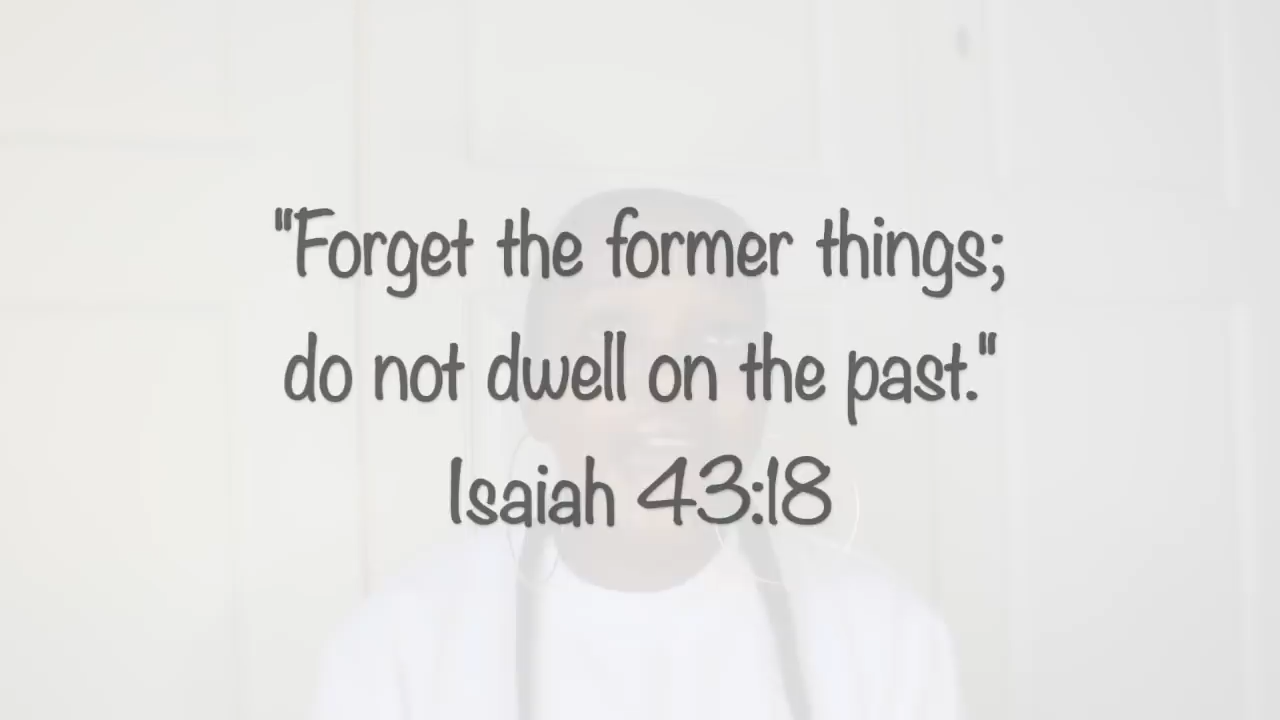 "Forget the former things;
do not dwell on the past."
Isaiah 43:18